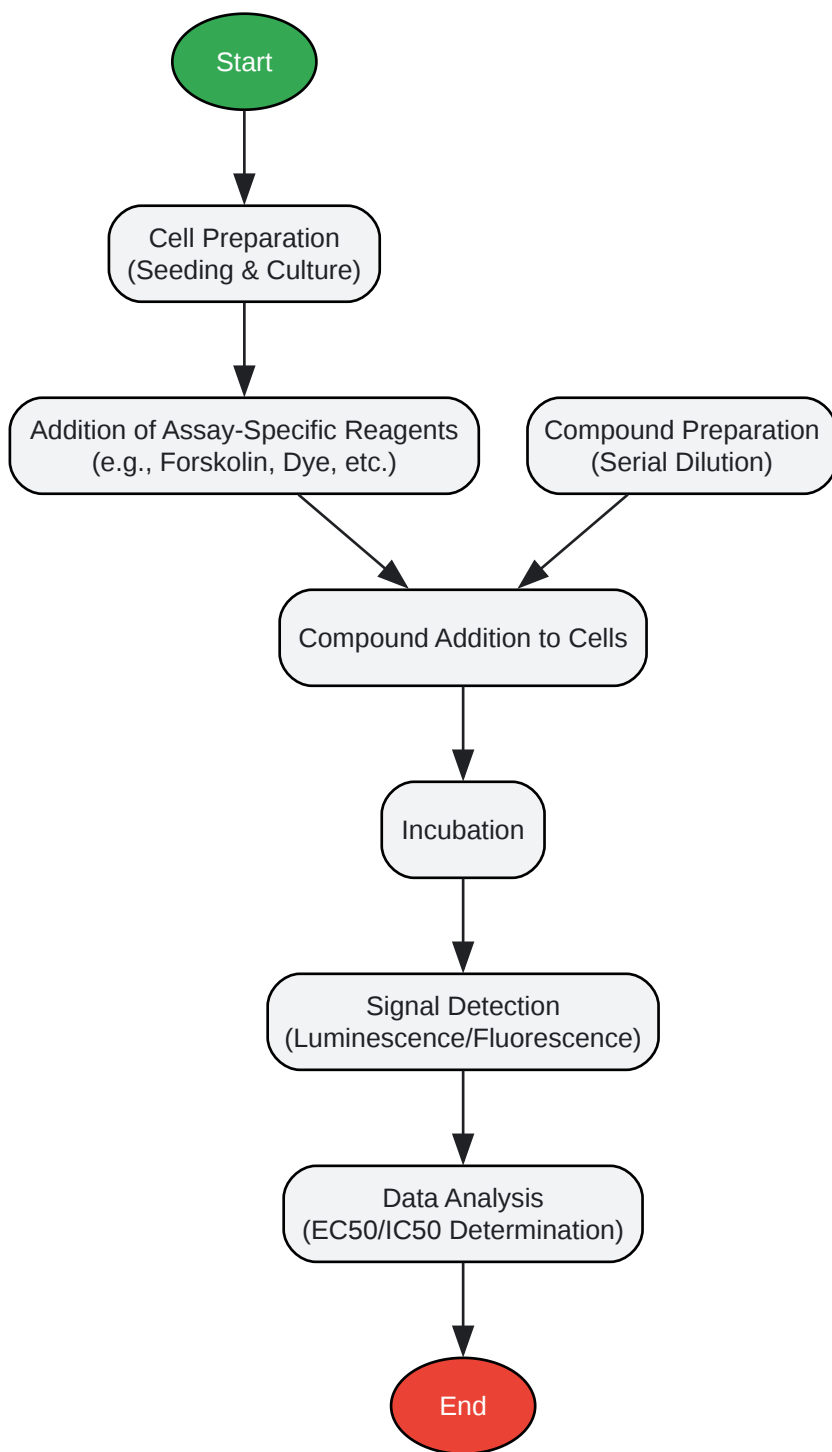 Start
Cell Preparation
(Seeding & Culture)
Addition of Assay-Specific Reagents
(e.g., Forskolin, Dye, etc.)
Compound Preparation
(Serial Dilution)
Compound Addition to Cells
Incubation
Signal Detection
(Luminescence/Fluorescence)
Data Analysis
(EC50/IC50 Determination)
End